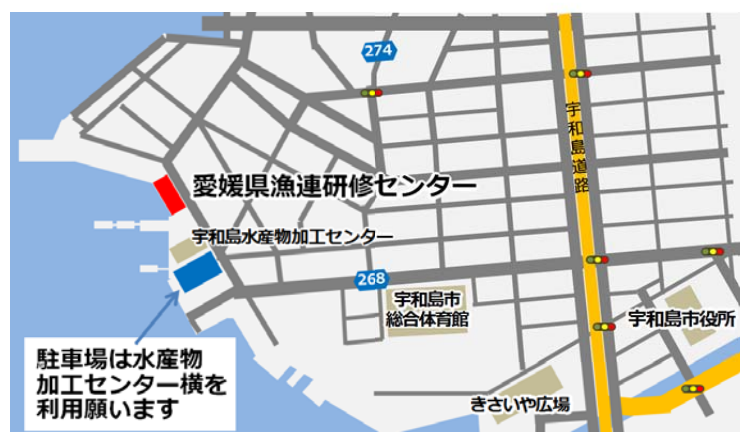 274
宇和島道路
愛媛県漁連研修センター
宇和島水産物加工センター
268
宇和島市
総合体育館
宇和島市役所
駐車場は水産物
加工センター横を
利用願います
きさいや広場